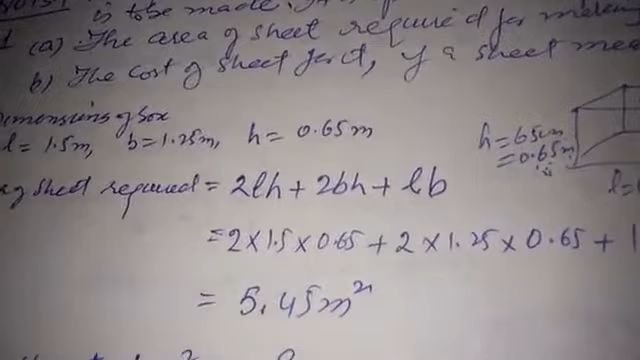 is to be made.
(a) The area of sheet required for making
b) The cost of sheet for it, if a sheet mea
Dimensions of box
l = 1.5m, b = 1.25m, h = 0.65m
h = 65cm
= 0.65m
l =
of sheet required = 2lh + 2bh + lb
= 2 x 1.5 x 0.65 + 2 x 1.25 x 0.65 + 1
= 5.45m²